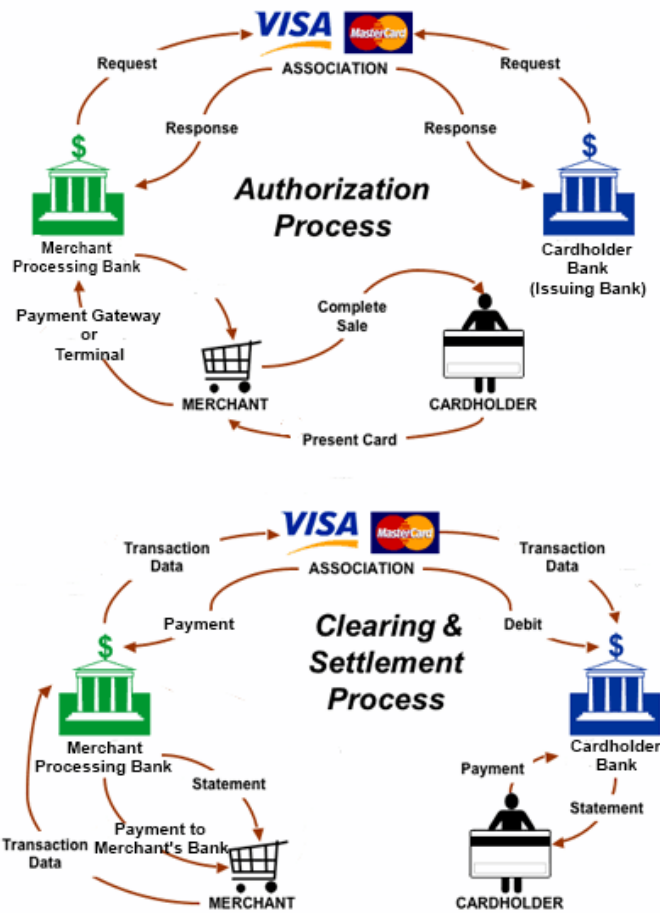 VISA MasterCard
ASSOCIATION
Request
Request
Response
Response
$
$
Authorization
Process
Merchant
Processing Bank
Cardholder
Bank
(Issuing Bank)
Payment Gateway
or
Terminal
Complete
Sale
MERCHANT
CARDHOLDER
Present Card
VISA MasterCard
ASSOCIATION
Transaction
Data
Transaction
Data
Payment
Debit
Clearing &
Settlement
Process
$
$
Merchant
Processing Bank
Cardholder
Bank
Statement
Payment
Statement
Payment to
Merchant's Bank
Transaction
Data
MERCHANT
CARDHOLDER